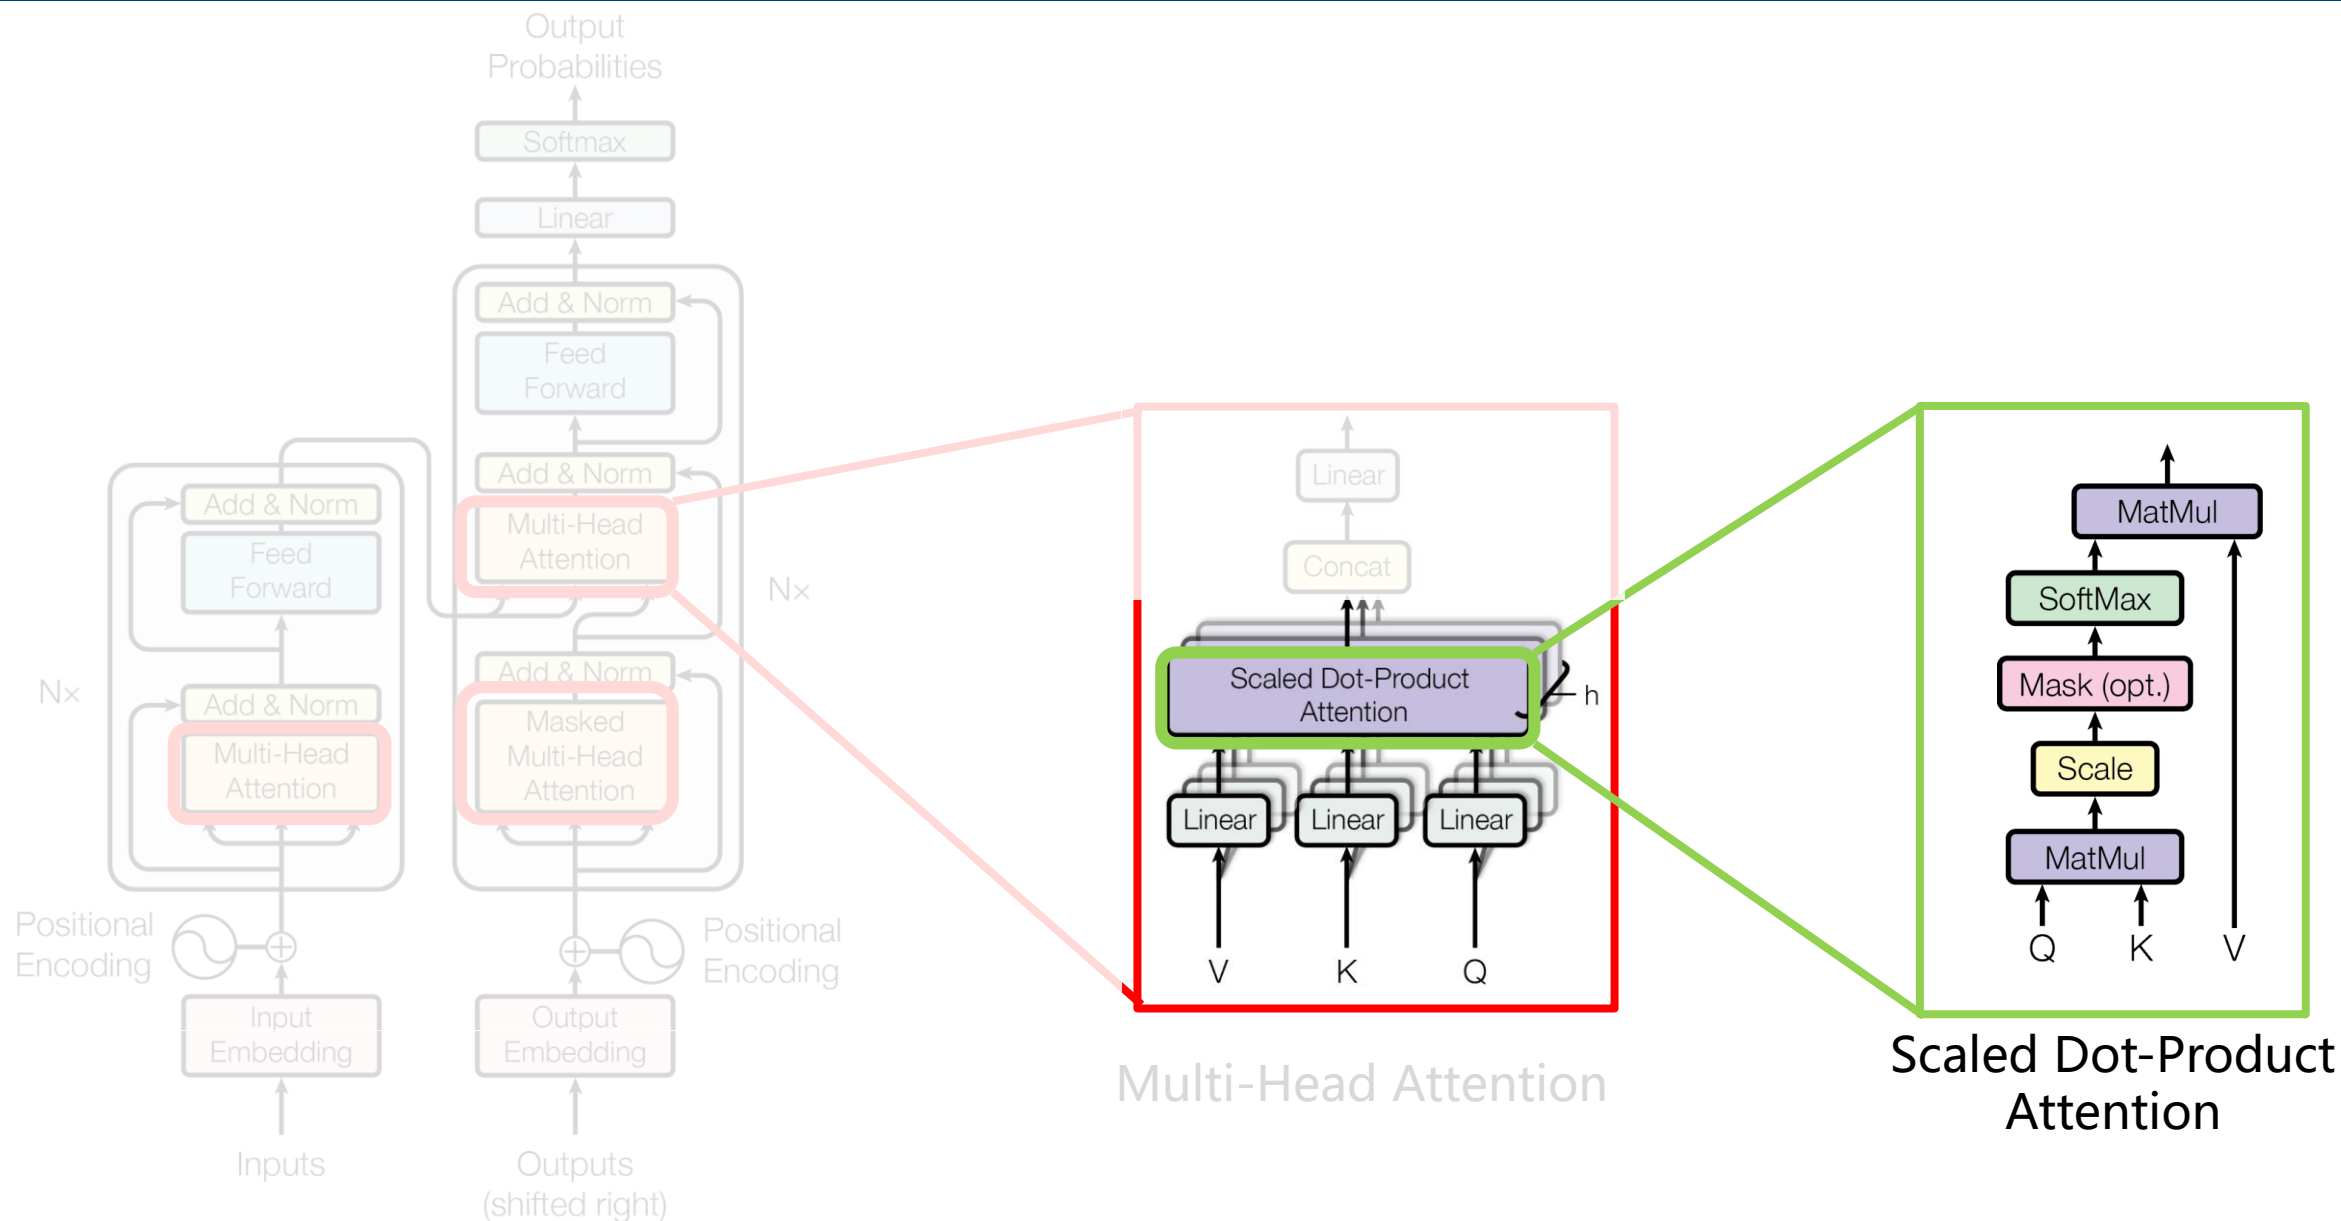 Output
Probabilities
Softmax
Linear
Add & Norm
Feed
Forward
Add & Norm
Multi-Head
Attention
Nx
Add & Norm
Masked
Multi-Head
Attention
Positional
Encoding
Output
Embedding
Outputs
(shifted right)
Add & Norm
Feed
Forward
Nx
Add & Norm
Multi-Head
Attention
Positional
Encoding
Input
Embedding
Inputs
Linear
Concat
Scaled Dot-Product
Attention
h
Linear
Linear
Linear
V
K
Q
Multi-Head Attention
MatMul
SoftMax
Mask (opt.)
Scale
MatMul
Q
K
V
Scaled Dot-Product
Attention